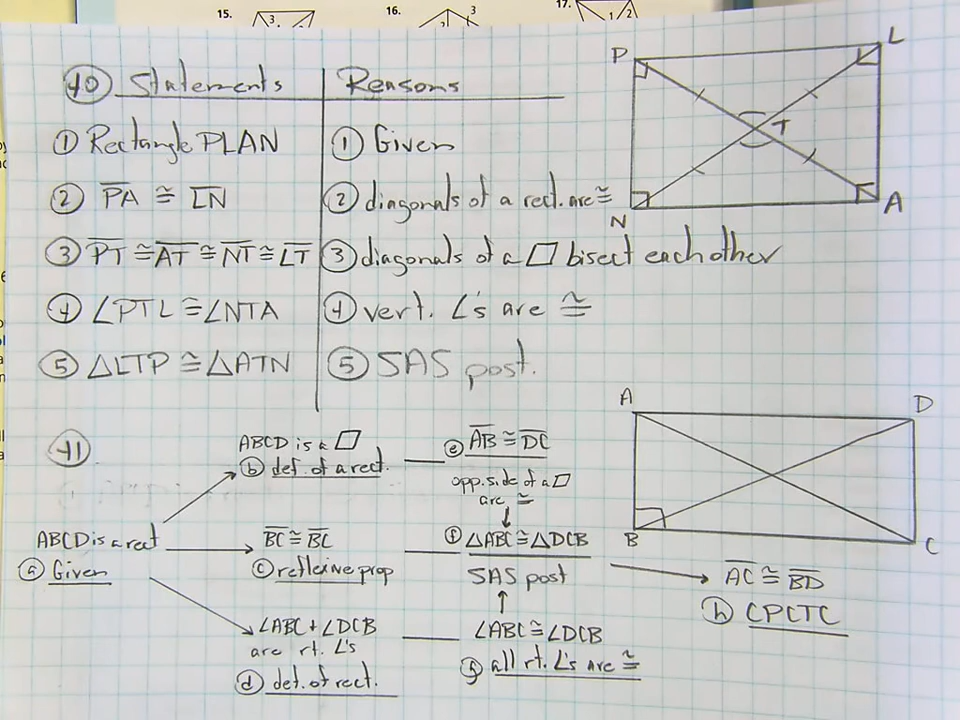 15. 3. 16. 3 17. 1 2
40 Statements Reasons
① Rectangle PLAN ① Given
② PA ≅ LN ② diagonals of a rect. are ≅
③ PT ≅ AT ≅ NT ≅ LT ③ diagonals of a ▱ bisect each other
④ ∠PTL ≅ ∠NTA ④ vert. ∠'s are ≅
⑤ △LTP ≅ △ATN ⑤ SAS post.
P L
T
N A
41
ABCD is a rect
ⓐ Given
ABCD is a ▱
ⓑ def. of a rect.
BC ≅ BC
ⓒ reflexive prop
∠ABC + ∠DCB
are rt. ∠'s
ⓓ def. of rect.
ⓔ AB ≅ DC
opp. side of a ▱
are ≅
ⓕ △ABC ≅ △DCB
SAS post
∠ABC ≅ ∠DCB
ⓖ all rt. ∠'s are ≅
AC ≅ BD
ⓗ CPCTC
A D
B C